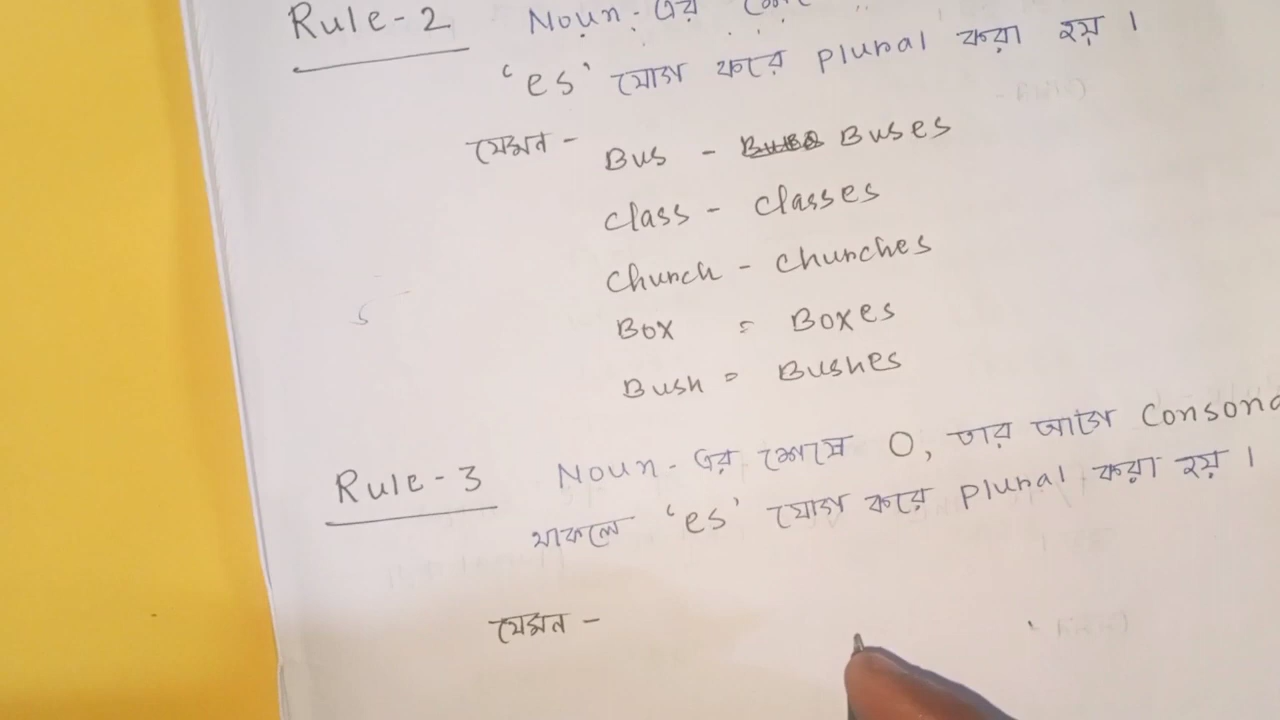 Rule-2 Noun-এর
'es' যোগ করে plural করা হয়।
যেমন- Bus - Buses
class - classes
church - churches
Box = Boxes
Bush = Bushes
Rule-3 Noun-এর শেষে O, তার আগে Consona
থাকলে 'es' যোগ করে plural করা হয়।
যেমন-